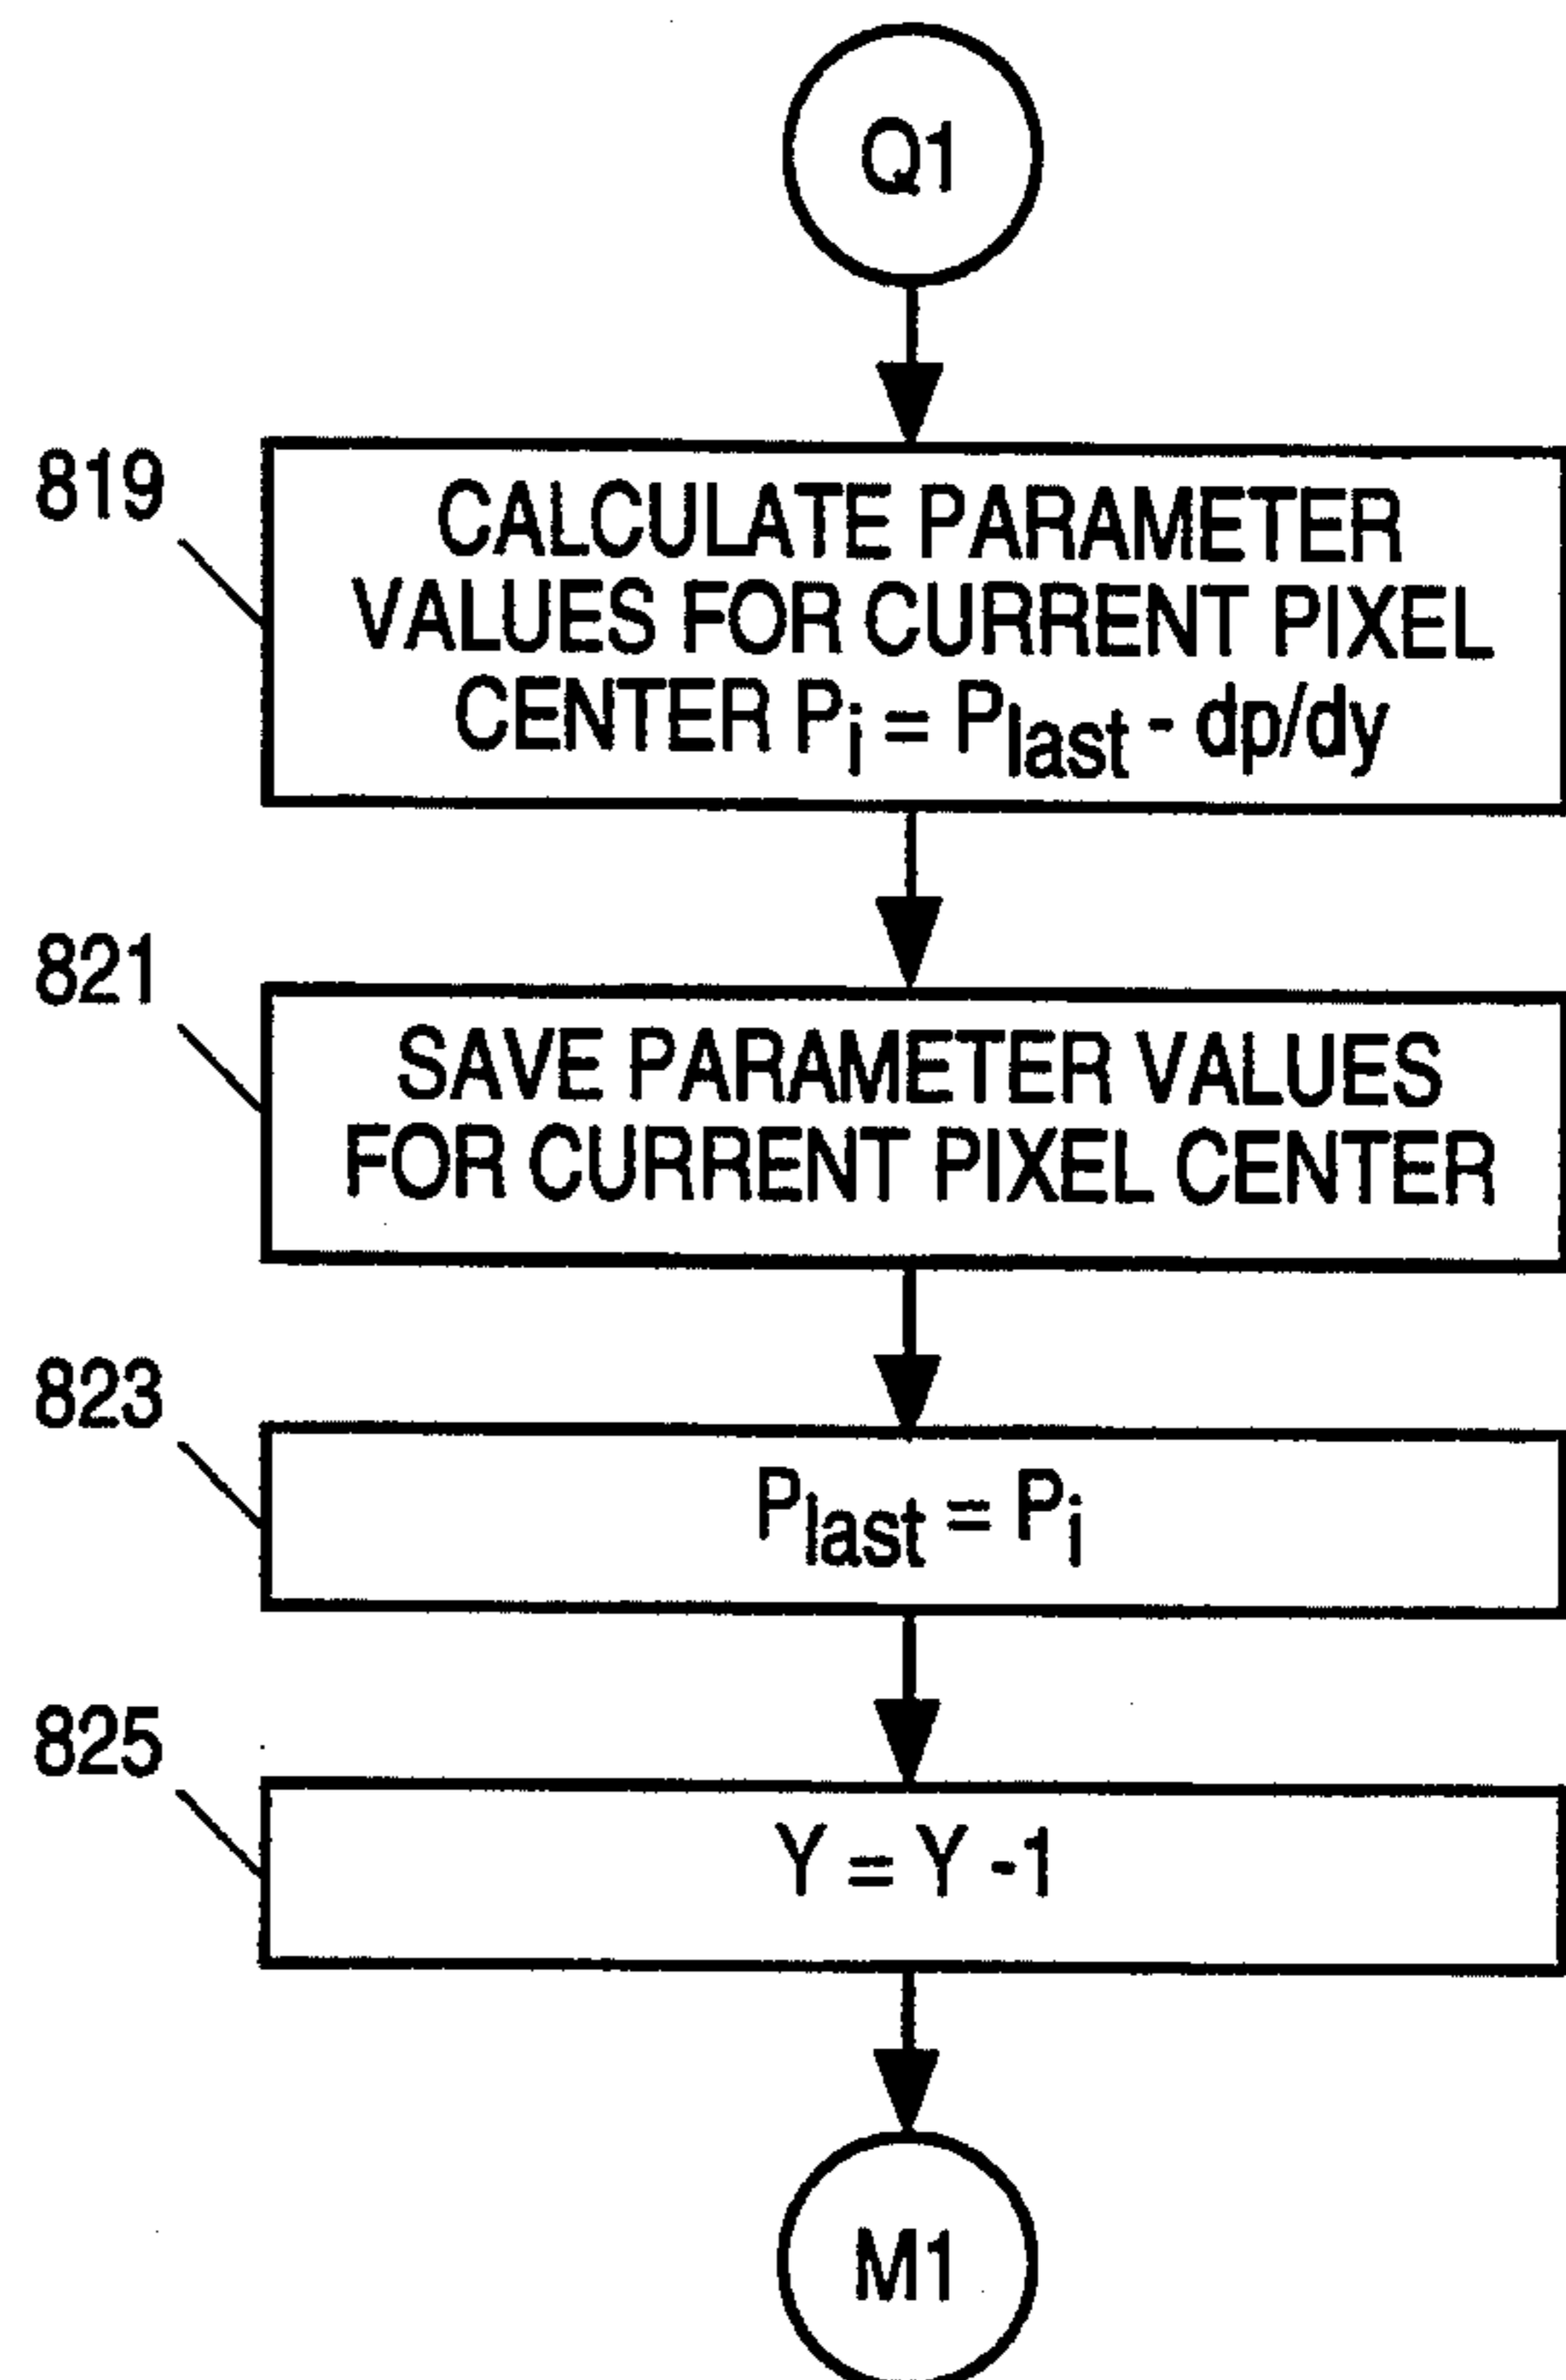 Q1
819
CALCULATE PARAMETER
VALUES FOR CURRENT PIXEL
CENTER Pi = Plast - dp/dy
821
SAVE PARAMETER VALUES
FOR CURRENT PIXEL CENTER
823
Plast = Pi
825
Y = Y -1
M1